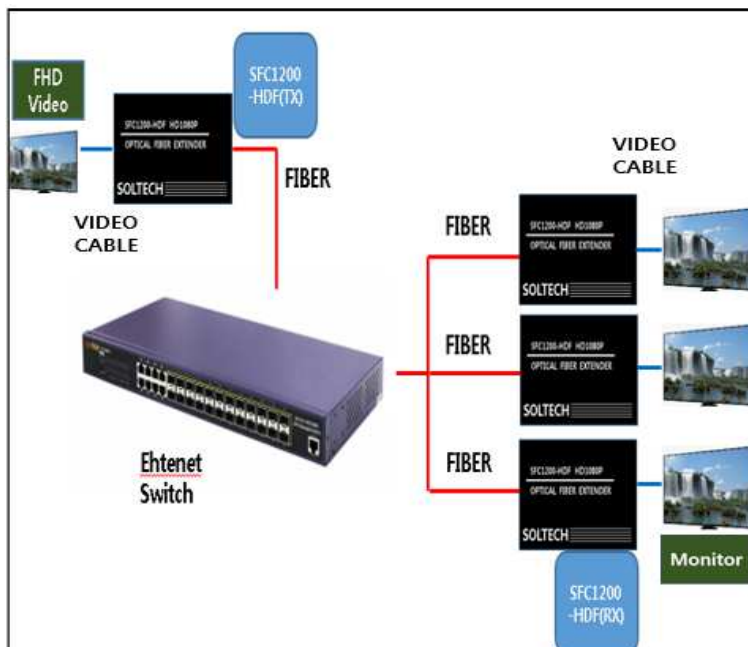 FHD
Video
SFC1200
-HDF(TX)
SFC1200-HDF HD1080P
OPTICAL FIBER EXTENDER
SOLTECH
FIBER
VIDEO
CABLE
VIDEO
CABLE
FIBER
SFC1200-HDF HD1080P
OPTICAL FIBER EXTENDER
SOLTECH
FIBER
SFC1200-HDF HD1080P
OPTICAL FIBER EXTENDER
SOLTECH
FIBER
SFC1200-HDF HD1080P
OPTICAL FIBER EXTENDER
SOLTECH
Ehtenet
Switch
Monitor
SFC1200
-HDF(RX)